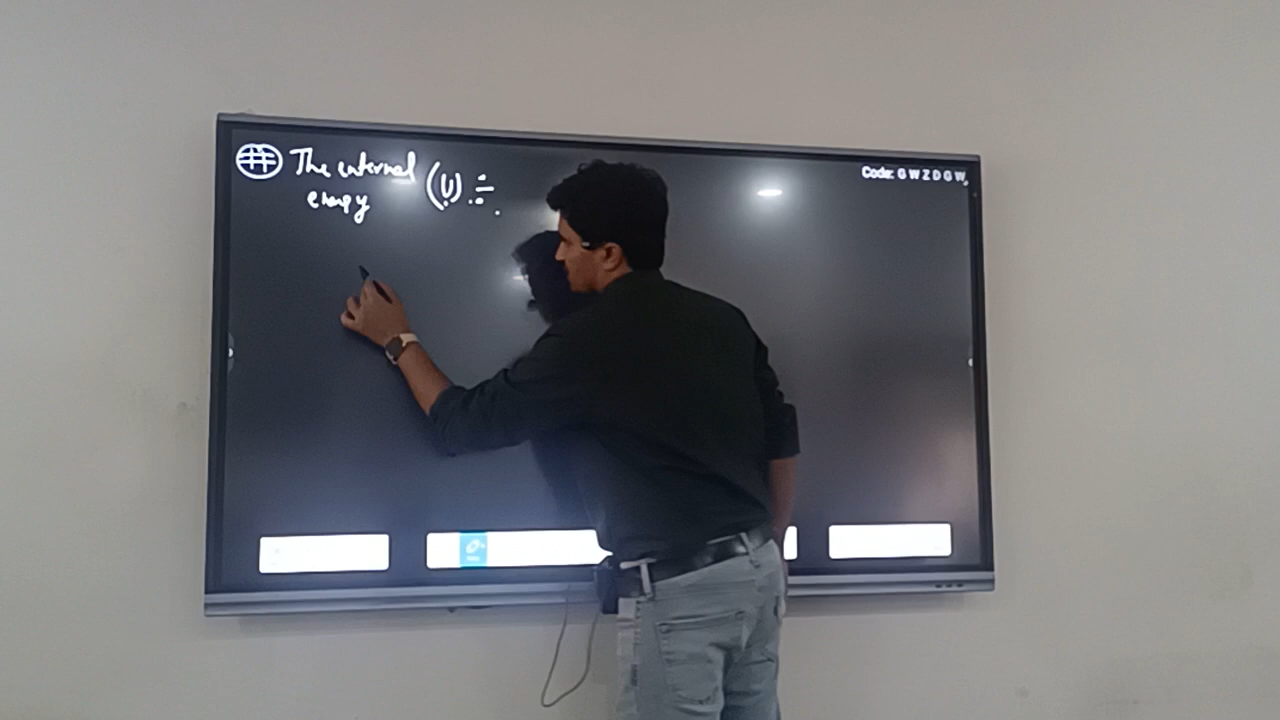 The internal (U) :-
energy
Code: G W Z D G W